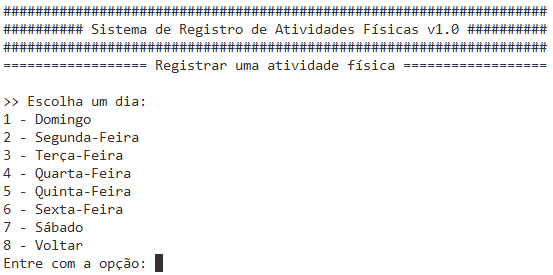 ####################################################################
########## Sistema de Registro de Atividades Físicas v1.0 ##########
####################################################################
================== Registrar uma atividade física ==================
>> Escolha um dia:
1 - Domingo
2 - Segunda-Feira
3 - Terça-Feira
4 - Quarta-Feira
5 - Quinta-Feira
6 - Sexta-Feira
7 - Sábado
8 - Voltar
Entre com a opção: